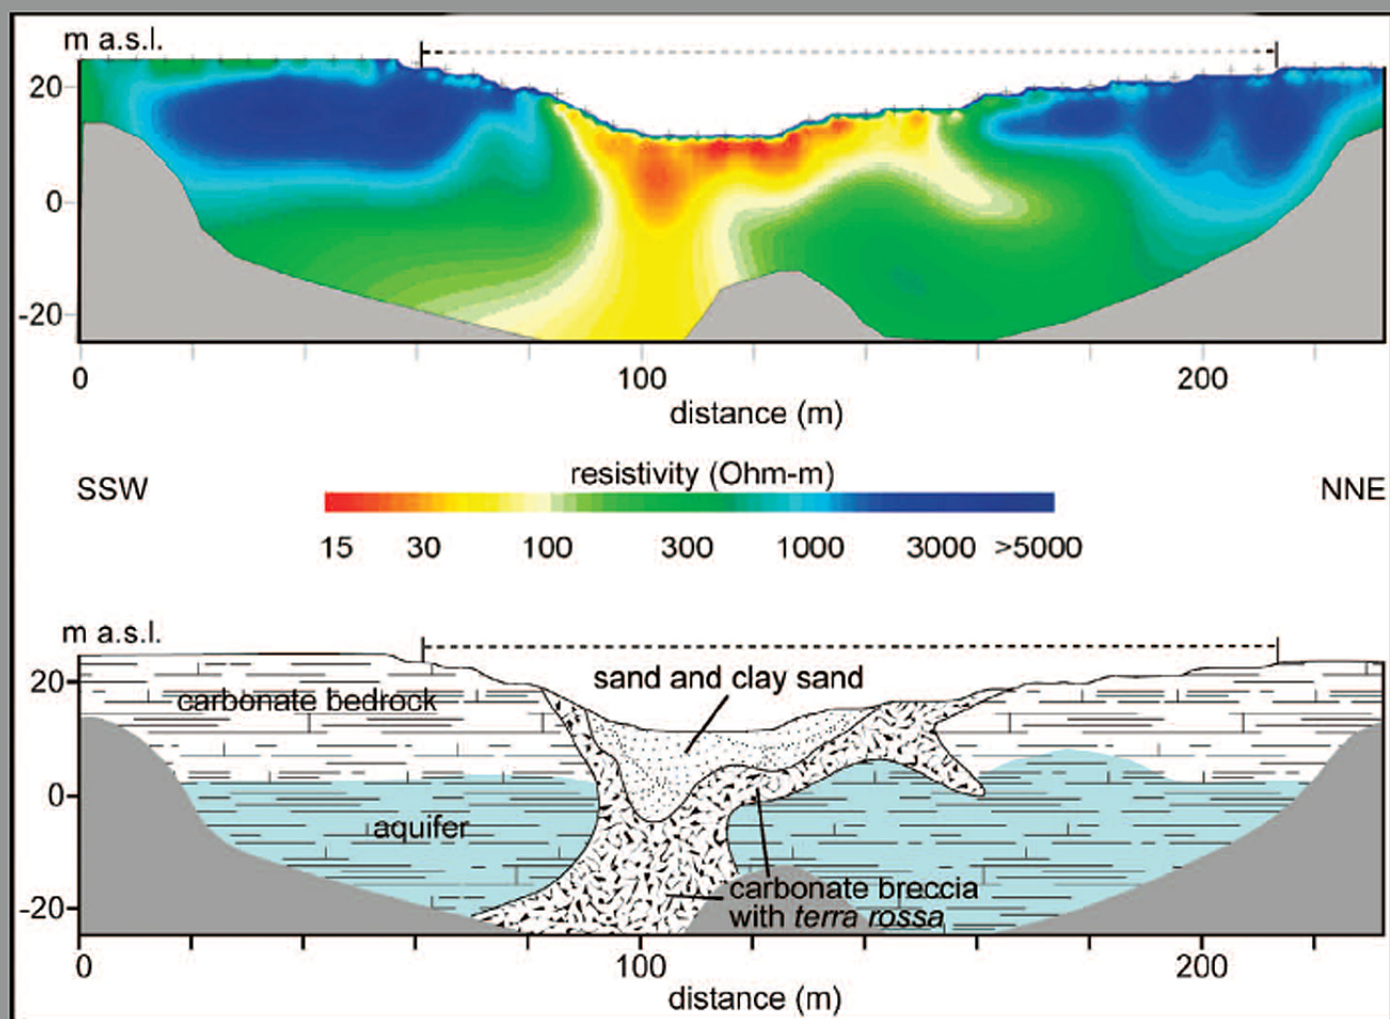 m a.s.l.
20
0
-20
0 100 200
distance (m)
resistivity (Ohm-m)
SSW NNE
15 30 100 300 1000 3000 >5000
m a.s.l.
sand and clay sand
20
carbonate bedrock
0
aquifer
carbonate breccia
-20
with terra rossa
0 100 200
distance (m)